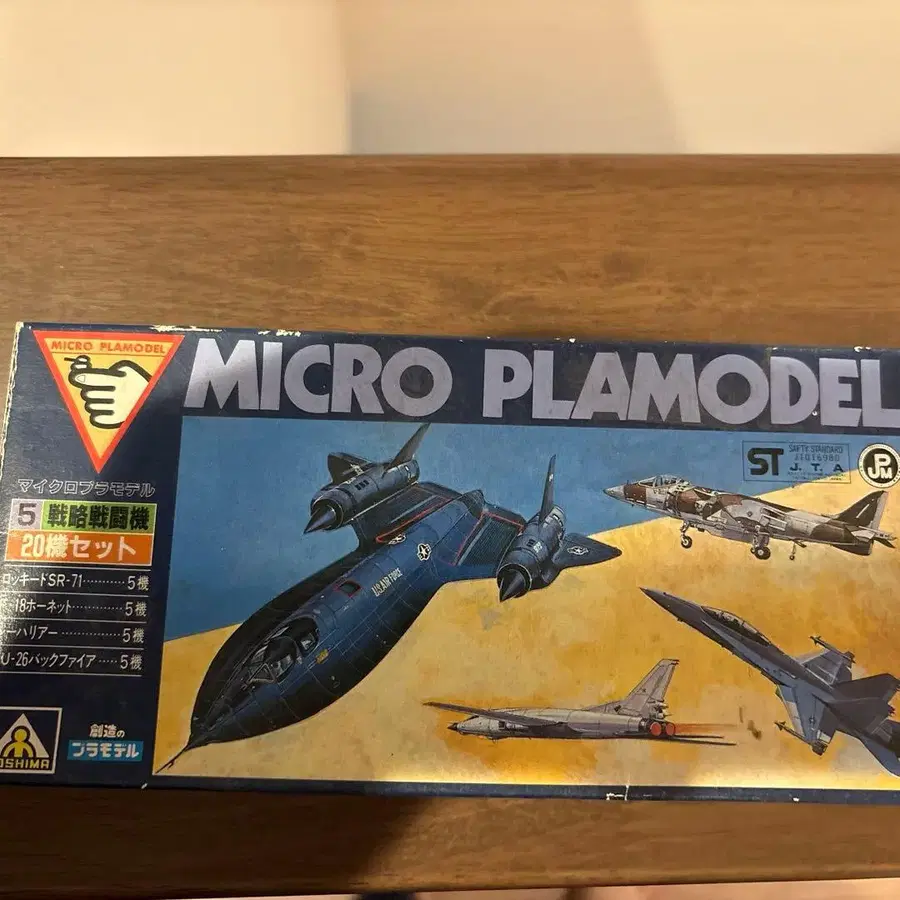 MICRO PLAMODEL
MICRO PLAMODEL
マイクロプラモデル
5 戦略戦闘機
20機セット
ロッキードSR-71………5機
18ホーネット………5機
ーハリアー………5機
U-26バックファイア……5機
OSHIMA
創造の
プラモデル
U.S. AIR FORCE
ST SAFTY STANDARD
J.T.A
JPM